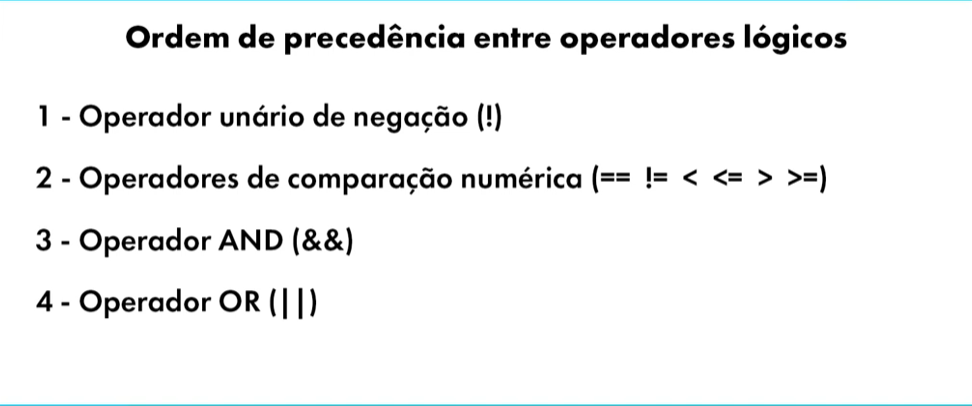 Ordem de precedência entre operadores lógicos
1 - Operador unário de negação (!)
2 - Operadores de comparação numérica (== != < <= > >=)
3 - Operador AND (&&)
4 - Operador OR (||)